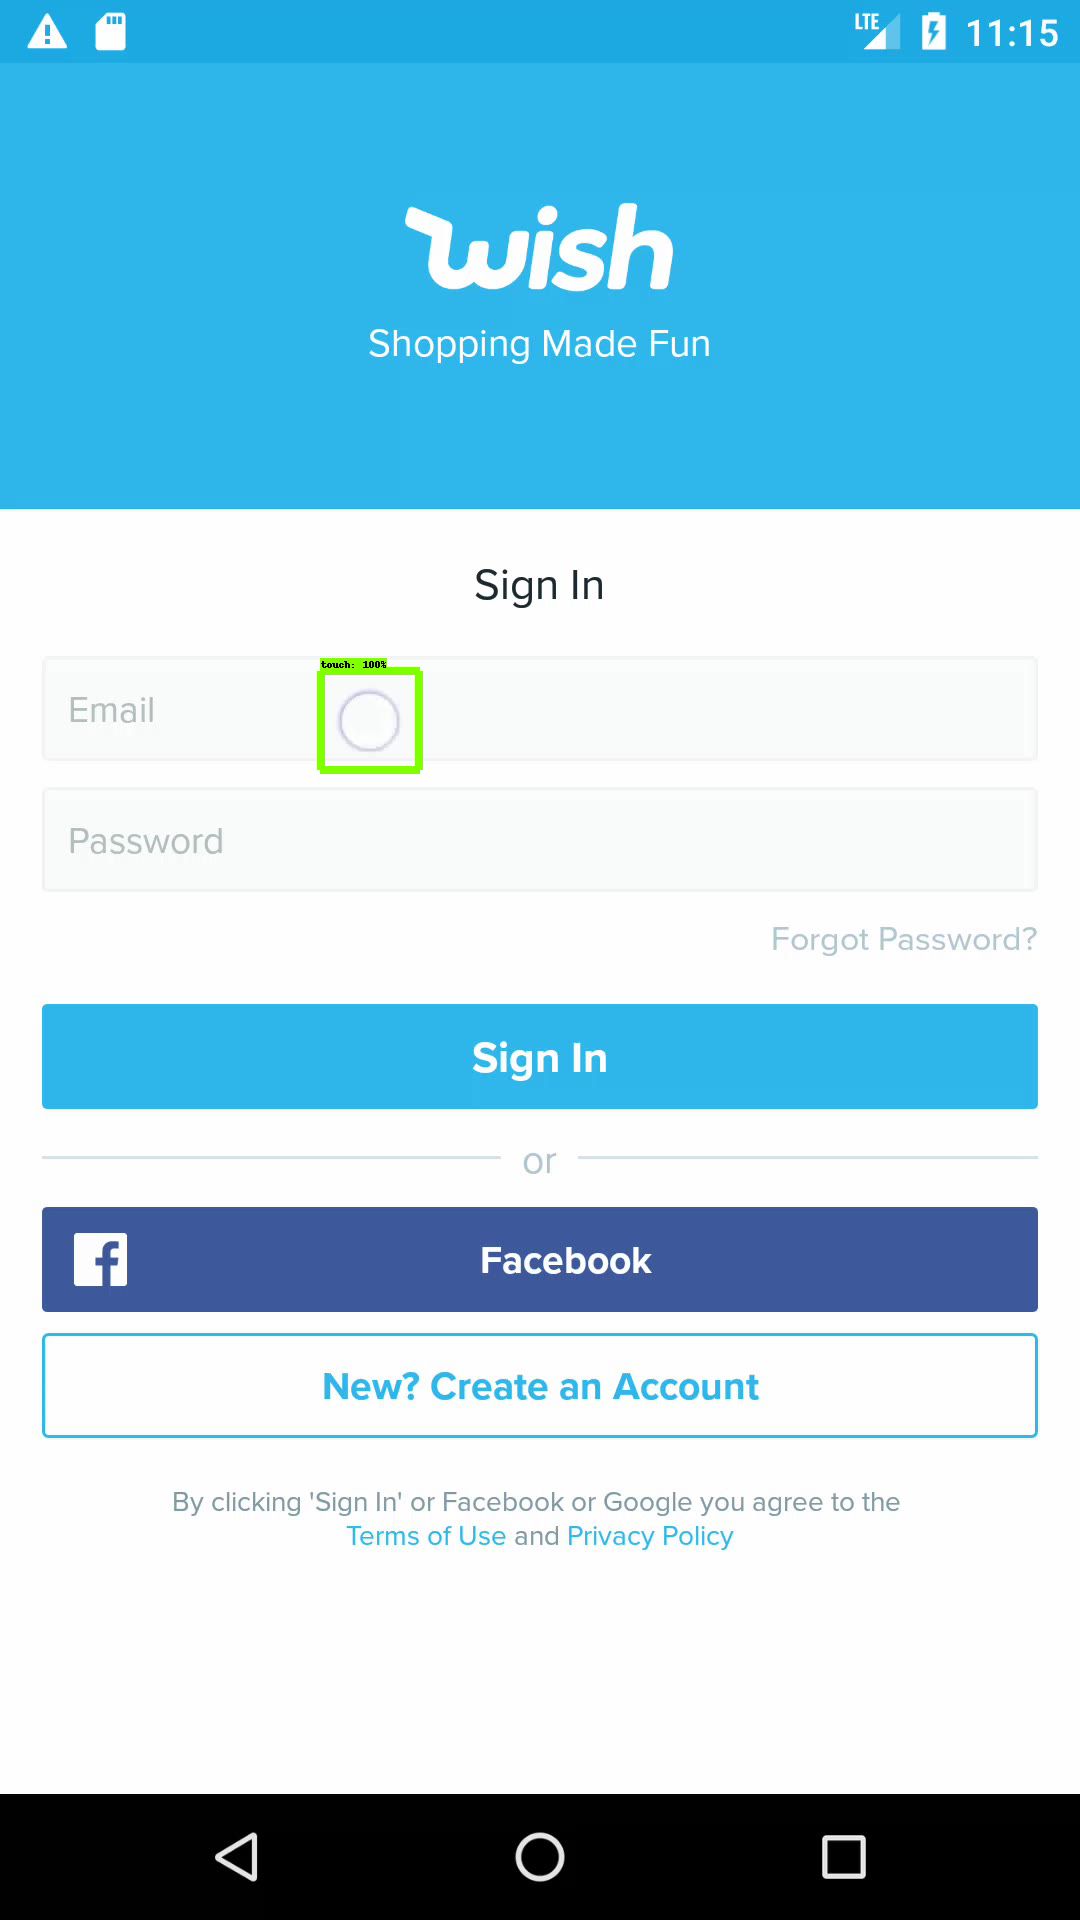 LTE 11:15
wish
Shopping Made Fun
Sign In
touch: 100%
Email
Password
Forgot Password?
Sign In
or
Facebook
New? Create an Account
By clicking 'Sign In' or Facebook or Google you agree to the
Terms of Use and Privacy Policy